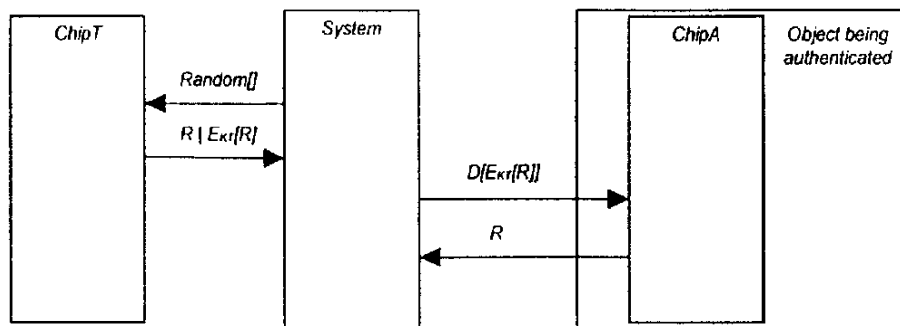 ChipT
System
ChipA
Object being
authenticated
Random[]
R | EKT[R]
D[EKT[R]]
R